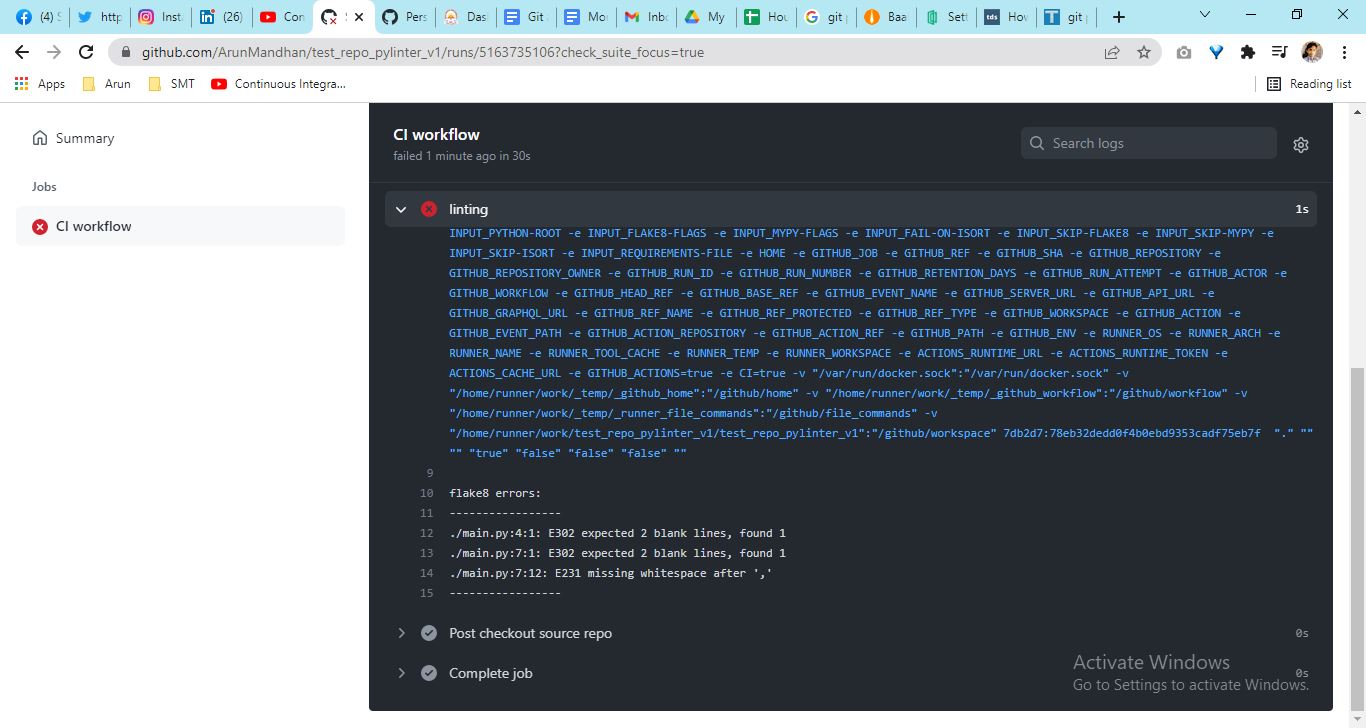 (4) S
http
Inst
(26)
Con
S
Pers
Das
Git
Mo
Inb
My
Hou
git
Baa
Sett
Hov
git
github.com/ArunMandhan/test_repo_pylinter_v1/runs/5163735106?check_suite_focus=true
Apps
Arun
SMT
Continuous Integra...
Reading list
Summary
Jobs
CI workflow
CI workflow
failed 1 minute ago in 30s
Search logs
linting
1s
INPUT_PYTHON-ROOT -e INPUT_FLAKE8-FLAGS -e INPUT_MYPY-FLAGS -e INPUT_FAIL-ON-ISORT -e INPUT_SKIP-FLAKE8 -e INPUT_SKIP-MYPY -e
INPUT_SKIP-ISORT -e INPUT_REQUIREMENTS-FILE -e HOME -e GITHUB_JOB -e GITHUB_REF -e GITHUB_SHA -e GITHUB_REPOSITORY -e
GITHUB_REPOSITORY_OWNER -e GITHUB_RUN_ID -e GITHUB_RUN_NUMBER -e GITHUB_RETENTION_DAYS -e GITHUB_RUN_ATTEMPT -e GITHUB_ACTOR -e
GITHUB_WORKFLOW -e GITHUB_HEAD_REF -e GITHUB_BASE_REF -e GITHUB_EVENT_NAME -e GITHUB_SERVER_URL -e GITHUB_API_URL -e
GITHUB_GRAPHQL_URL -e GITHUB_REF_NAME -e GITHUB_REF_PROTECTED -e GITHUB_REF_TYPE -e GITHUB_WORKSPACE -e GITHUB_ACTION -e
GITHUB_EVENT_PATH -e GITHUB_ACTION_REPOSITORY -e GITHUB_ACTION_REF -e GITHUB_PATH -e GITHUB_ENV -e RUNNER_OS -e RUNNER_ARCH -e
RUNNER_NAME -e RUNNER_TOOL_CACHE -e RUNNER_TEMP -e RUNNER_WORKSPACE -e ACTIONS_RUNTIME_URL -e ACTIONS_RUNTIME_TOKEN -e
ACTIONS_CACHE_URL -e GITHUB_ACTIONS=true -e CI=true -v "/var/run/docker.sock":"/var/run/docker.sock" -v
"/home/runner/work/_temp/_github_home":"/github/home" -v "/home/runner/work/_temp/_github_workflow":"/github/workflow" -v
"/home/runner/work/_temp/_runner_file_commands":"/github/file_commands" -v
"/home/runner/work/test_repo_pylinter_v1/test_repo_pylinter_v1":"/github/workspace" 7db2d7:78eb32dedd0f4b0ebd9353cadf75eb7f "." ""
"" "true" "false" "false" "false" ""
9
10 flake8 errors:
11 -----------------
12 ./main.py:4:1: E302 expected 2 blank lines, found 1
13 ./main.py:7:1: E302 expected 2 blank lines, found 1
14 ./main.py:7:12: E231 missing whitespace after ','
15 -----------------
Post checkout source repo
0s
Complete job
0s
Activate Windows
Go to Settings to activate Windows.